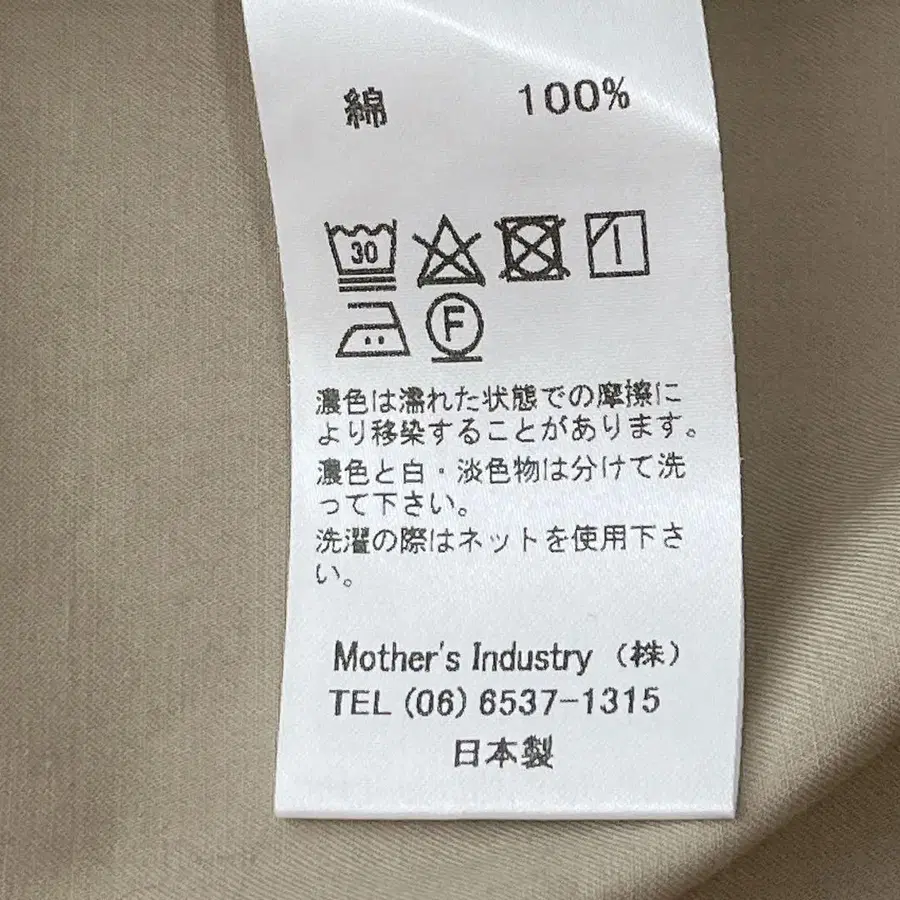 綿 100%
30
F
濃色は濡れた状態での摩擦に
より移染することがあります。
濃色と白・淡色物は分けて洗
って下さい。
洗濯の際はネットを使用下さ
い。
Mother's Industry （株）
TEL (06) 6537-1315
日本製